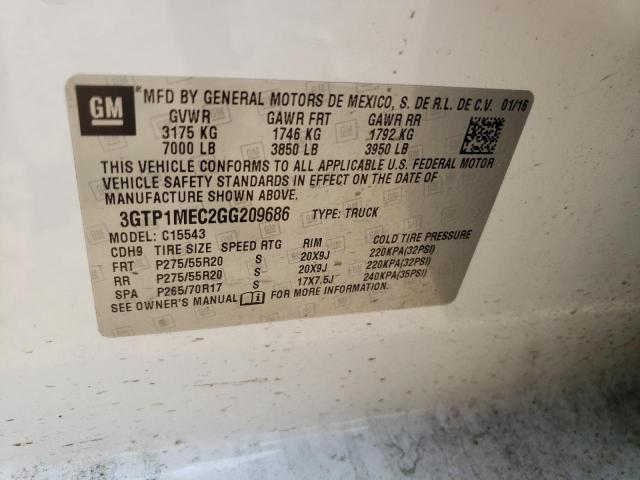 GM
*MFD BY GENERAL MOTORS DE MEXICO, S. DE R.L. DE C.V. 01/16
GVWR GAWR FRT GAWR RR
3175 KG 1746 KG 1792 KG
7000 LB 3850 LB 3950 LB
THIS VEHICLE CONFORMS TO ALL APPLICABLE U.S. FEDERAL MOTOR
VEHICLE SAFETY STANDARDS IN EFFECT ON THE DATE OF
MANUFACTURE SHOWN ABOVE.
3GTP1MEC2GG209686 TYPE: TRUCK
MODEL: C15543
CDH9 TIRE SIZE SPEED RTG RIM COLD TIRE PRESSURE
FRT P275/55R20 S 20X9J 220KPA(32PSI)
RR P275/55R20 S 20X9J 220KPA(32PSI)
SPA P265/70R17 S 17X7.5J 240KPA(35PSI)
SEE OWNER'S MANUAL FOR MORE INFORMATION.